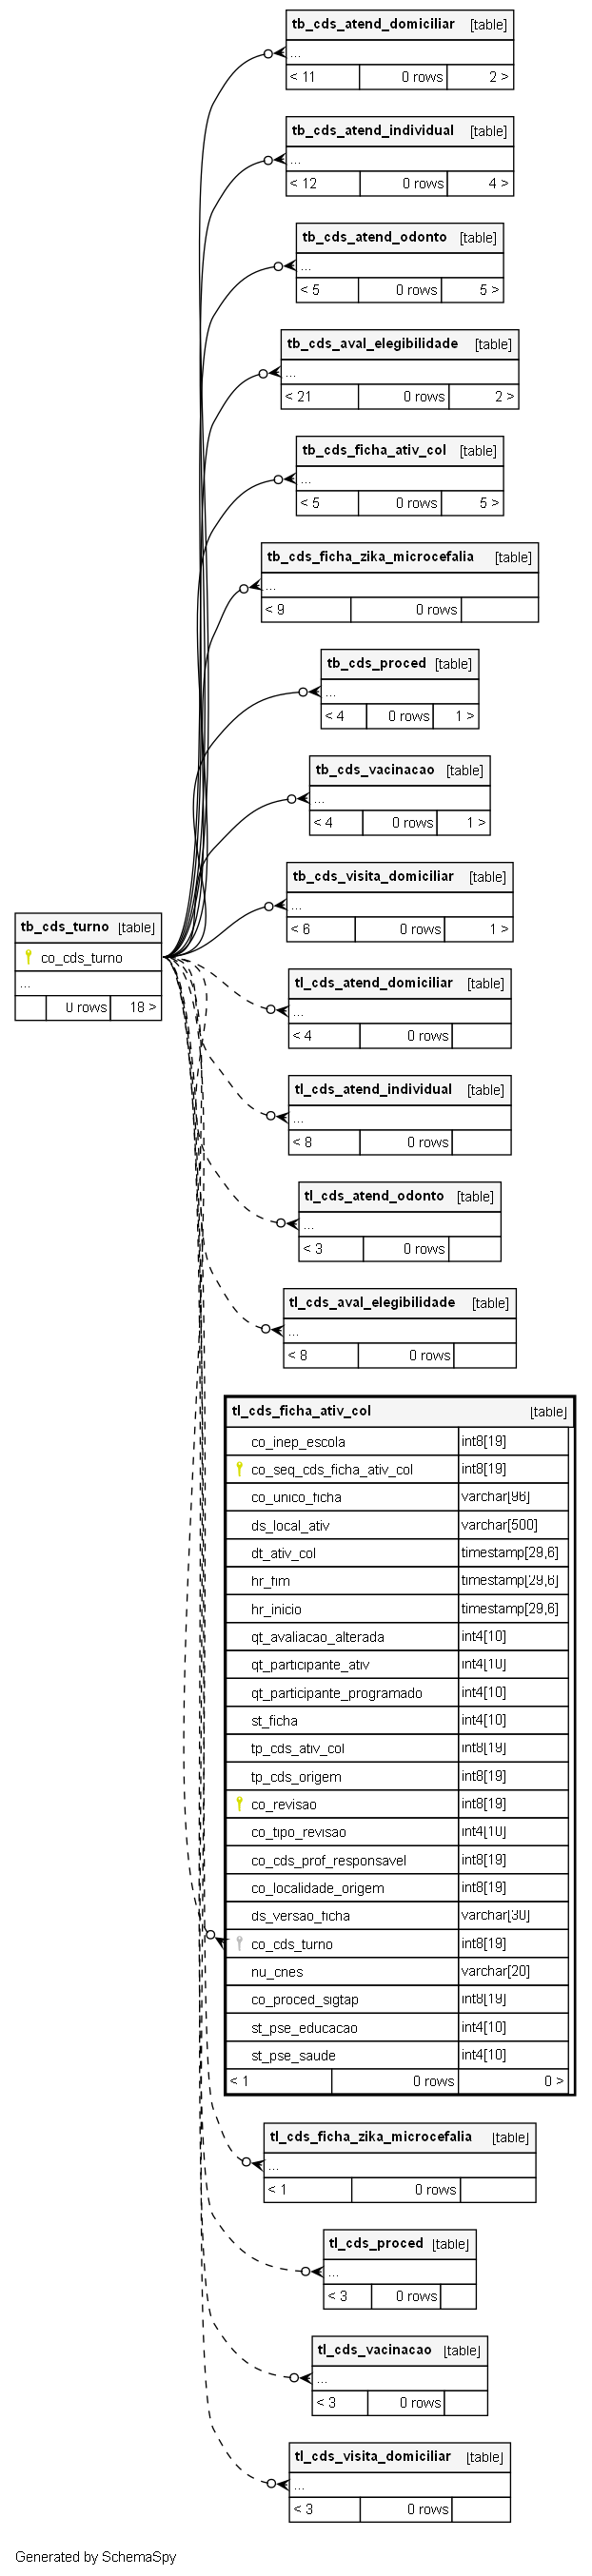 tb_cds_atend_domiciliar [table]
...
< 11 0 rows 2 >
tb_cds_atend_individual [table]
...
< 12 0 rows 4 >
tb_cds_atend_odonto [table]
...
< 5 0 rows 5 >
tb_cds_aval_elegibilidade [table]
...
< 21 0 rows 2 >
tb_cds_ficha_ativ_col [table]
...
< 5 0 rows 5 >
tb_cds_ficha_zika_microcefalia [table]
...
< 9 0 rows
tb_cds_proced [table]
...
< 4 0 rows 1 >
tb_cds_vacinacao [table]
...
< 4 0 rows 1 >
tb_cds_visita_domiciliar [table]
...
< 6 0 rows 1 >
tb_cds_turno [table]
co_cds_turno
...
0 rows 18 >
tl_cds_atend_domiciliar [table]
...
< 4 0 rows
tl_cds_atend_individual [table]
...
< 8 0 rows
tl_cds_atend_odonto [table]
...
< 3 0 rows
tl_cds_aval_elegibilidade [table]
...
< 8 0 rows
tl_cds_ficha_ativ_col [table]
co_inep_escola int8[19]
co_seq_cds_ficha_ativ_col int8[19]
co_unico_ficha varchar[96]
ds_local_ativ varchar[500]
dt_ativ_col timestamp[29,6]
hr_fim timestamp[29,6]
hr_inicio timestamp[29,6]
qt_avaliacao_alterada int4[10]
qt_participante_ativ int4[10]
qt_participante_programado int4[10]
st_ficha int4[10]
tp_cds_ativ_col int8[19]
tp_cds_origem int8[19]
co_revisao int8[19]
co_tipo_revisao int4[10]
co_cds_prof_responsavel int8[19]
co_localidade_origem int8[19]
ds_versao_ficha varchar[30]
co_cds_turno int8[19]
nu_cnes varchar[20]
co_proced_sigtap int8[19]
st_pse_educacao int4[10]
st_pse_saude int4[10]
< 1 0 rows 0 >
tl_cds_ficha_zika_microcefalia [table]
...
< 1 0 rows
tl_cds_proced [table]
...
< 3 0 rows
tl_cds_vacinacao [table]
...
< 3 0 rows
tl_cds_visita_domiciliar [table]
...
< 3 0 rows
Generated by SchemaSpy